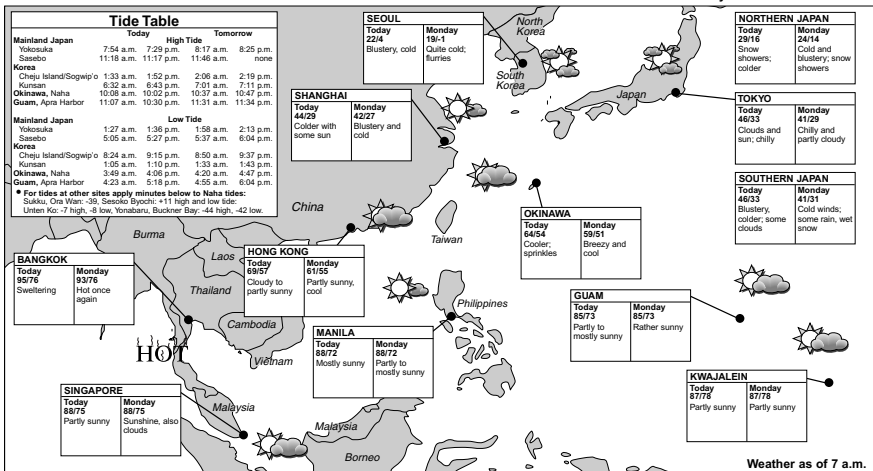 Tide Table
Today Tomorrow
Mainland Japan High Tide
Yokosuka 7:54 a.m. 7:29 p.m. 8:17 a.m. 8:25 p.m.
Sasebo 11:18 a.m. 11:17 p.m. 11:46 a.m. none
Korea
Cheju Island/Sogwip'o 1:33 a.m. 1:52 p.m. 2:06 a.m. 2:19 p.m.
Kunsan 6:32 a.m. 6:43 p.m. 7:01 a.m. 7:11 p.m.
Okinawa, Naha 10:08 a.m. 10:02 p.m. 10:37 a.m. 10:47 p.m.
Guam, Apra Harbor 11:07 a.m. 10:30 p.m. 11:31 a.m. 11:34 p.m.
Mainland Japan Low Tide
Yokosuka 1:27 a.m. 1:36 p.m. 1:58 a.m. 2:13 p.m.
Sasebo 5:05 a.m. 5:27 p.m. 5:37 a.m. 6:04 p.m.
Korea
Cheju Island/Sogwip'o 8:24 a.m. 9:15 p.m. 8:50 a.m. 9:37 p.m.
Kunsan 1:05 a.m. 1:10 p.m. 1:33 a.m. 1:43 p.m.
Okinawa, Naha 3:49 a.m. 4:06 p.m. 4:20 a.m. 4:47 p.m.
Guam, Apra Harbor 4:23 a.m. 5:18 p.m. 4:55 a.m. 6:04 p.m.
• For tides at other sites apply minutes below to Naha tides:
Sukku, Ora Wan: -39, Sesoko Byochi: +11 high and low tide:
Unten Ko: -7 high, -8 low, Yonabaru, Buckner Bay: -44 high, -42 low.
SEOUL
Today Monday
22/4 19/-1
Blustery, cold Quite cold;
flurries
North
Korea
South
Korea
Japan
NORTHERN JAPAN
Today Monday
29/16 24/14
Snow Cold and
showers; blustery; snow
colder showers
SHANGHAI
Today Monday
44/29 42/27
Colder with Blustery and
some sun cold
TOKYO
Today Monday
46/33 41/29
Clouds and Chilly and
sun; chilly partly cloudy
SOUTHERN JAPAN
Today Monday
46/33 41/31
Blustery, Cold winds;
colder; some some rain, wet
clouds snow
China
Taiwan
OKINAWA
Today Monday
64/54 59/51
Cooler; Breezy and
sprinkles cool
Burma
Laos
Thailand
Cambodia
Vietnam
BANGKOK
Today Monday
95/76 93/76
Sweltering Hot once
again
HOT
HONG KONG
Today Monday
69/57 61/55
Cloudy to Partly sunny,
partly sunny cool
Philippines
GUAM
Today Monday
85/73 85/73
Partly to Rather sunny
mostly sunny
MANILA
Today Monday
88/72 88/72
Mostly sunny Partly to
mostly sunny
KWAJALEIN
Today Monday
87/78 87/78
Partly sunny Partly sunny
SINGAPORE
Today Monday
88/75 88/75
Partly sunny Sunshine, also
clouds
Malaysia
Malaysia
Borneo
Weather as of 7 a.m.